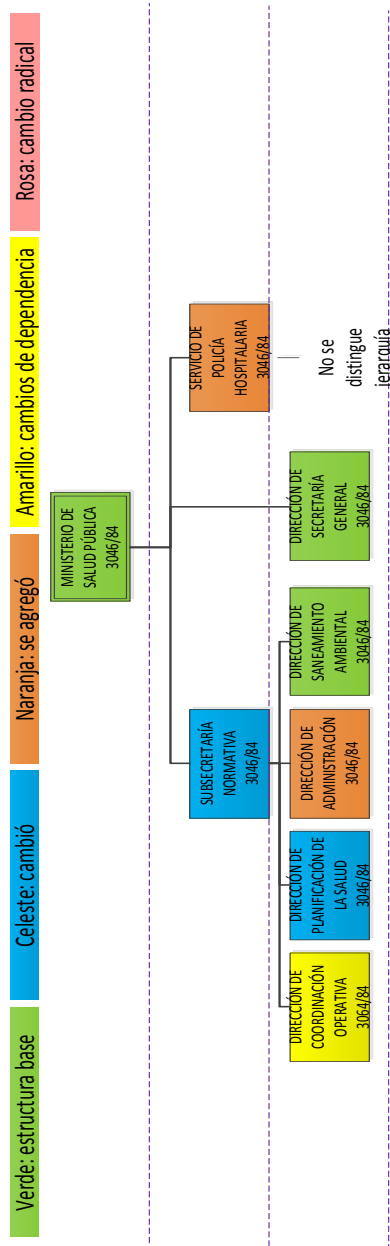 Verde: estructura base
Celeste: cambió
Naranja: se agregó
Amarillo: cambios de dependencia
Rosa: cambio radical
MINISTERIO DE
SALUD PÚBLICA
3046/84
SUBSECRETARÍA
NORMATIVA
3046/84
SERVICIO DE
POLICÍA
HOSPITALARIA
3046/84
DIRECCIÓN DE
COORDINACIÓN
OPERATIVA
3064/84
DIRECCIÓN DE
PLANIFICACIÓN DE
LA SALUD
3046/84
DIRECCIÓN DE
ADMINISTRACIÓN
3046/84
DIRECCIÓN DE
SANEAMIENTO
AMBIENTAL
3046/84
DIRECCIÓN DE
SECRETARÍA
GENERAL
3046/84
No se
distingue
jerarquía